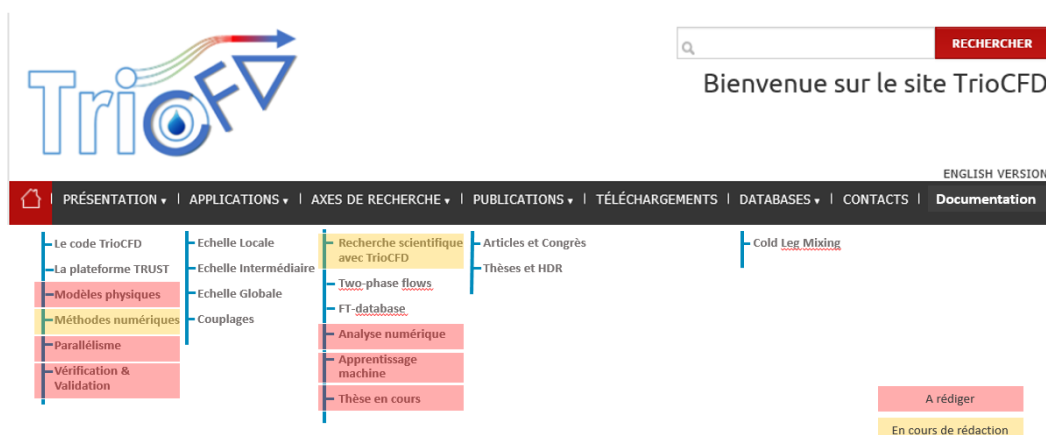 TrioCFD
RECHERCHER
Bienvenue sur le site TrioCFD
ENGLISH VERSION
PRÉSENTATION ▾ | APPLICATIONS ▾ | AXES DE RECHERCHE ▾ | PUBLICATIONS ▾ | TÉLÉCHARGEMENTS | DATABASES ▾ | CONTACTS | Documentation
Le code TrioCFD
La plateforme TRUST
Modèles physiques
Méthodes numériques
Parallélisme
Vérification &
Validation
Echelle Locale
Echelle Intermédiaire
Echelle Globale
Couplages
Recherche scientifique
avec TrioCFD
Two-phase flows
FT-database
Analyse numérique
Apprentissage
machine
Thèse en cours
Articles et Congrès
Thèses et HDR
Cold Leg Mixing
A rédiger
En cours de rédaction